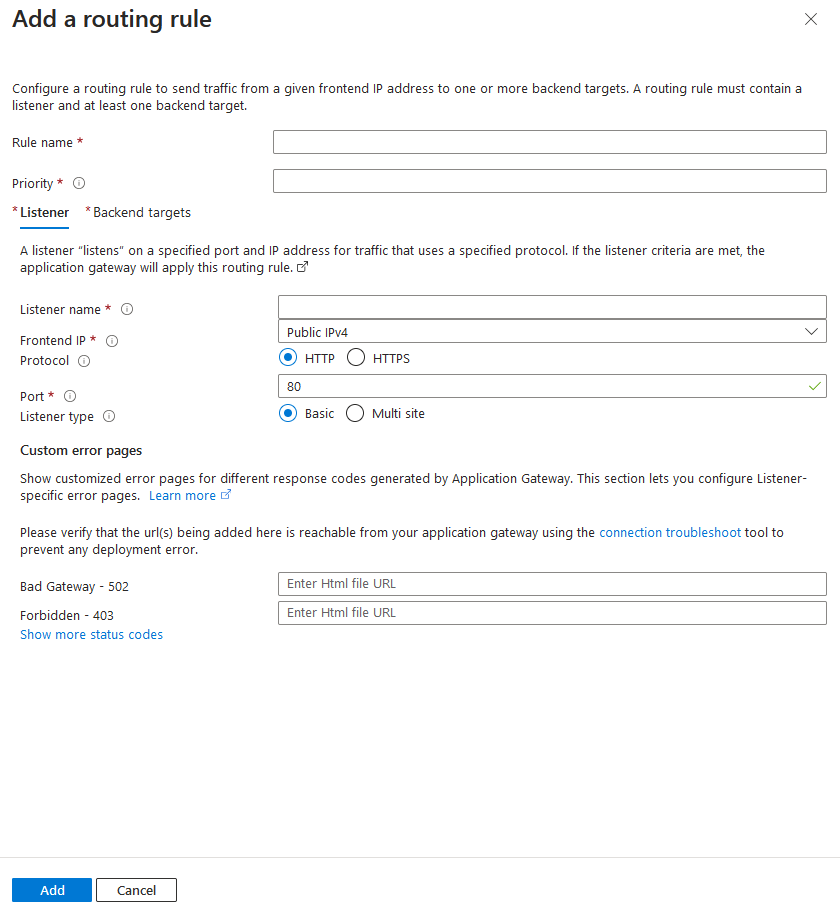 Add a routing rule
Configure a routing rule to send traffic from a given frontend IP address to one or more backend targets. A routing rule must contain a
listener and at least one backend target.
Rule name *
Priority *
* Listener * Backend targets
A listener “listens” on a specified port and IP address for traffic that uses a specified protocol. If the listener criteria are met, the
application gateway will apply this routing rule.
Listener name *
Frontend IP * Public IPv4
Protocol HTTP HTTPS
Port * 80
Listener type Basic Multi site
Custom error pages
Show customized error pages for different response codes generated by Application Gateway. This section lets you configure Listener-
specific error pages. Learn more
Please verify that the url(s) being added here is reachable from your application gateway using the connection troubleshoot tool to
prevent any deployment error.
Bad Gateway - 502 Enter Html file URL
Forbidden - 403 Enter Html file URL
Show more status codes
Add Cancel